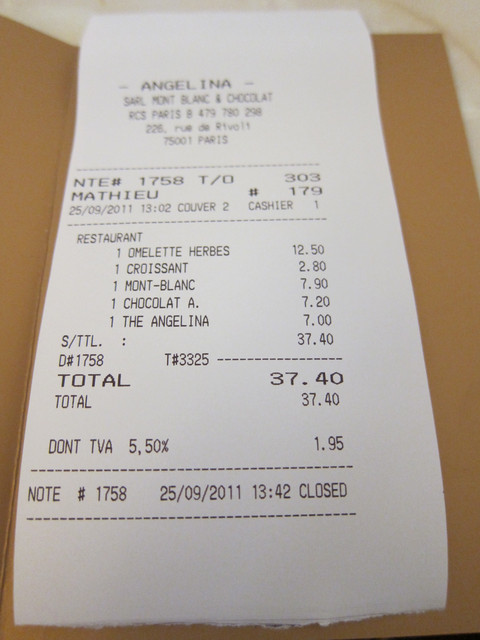 - ANGELINA -
SARL MONT BLANC & CHOCOLAT
RCS PARIS B 479 780 298
226, rue de Rivoli
75001 PARIS
NTE# 1758 T/O 303
MATHIEU # 179
25/09/2011 13:02 COUVER 2 CASHIER 1
RESTAURANT
1 OMELETTE HERBES 12.50
1 CROISSANT 2.80
1 MONT-BLANC 7.90
1 CHOCOLAT A. 7.20
1 THE ANGELINA 7.00
S/TTL. : 37.40
D#1758 T#3325
TOTAL 37.40
TOTAL 37.40
DONT TVA 5,50% 1.95
NOTE # 1758 25/09/2011 13:42 CLOSED